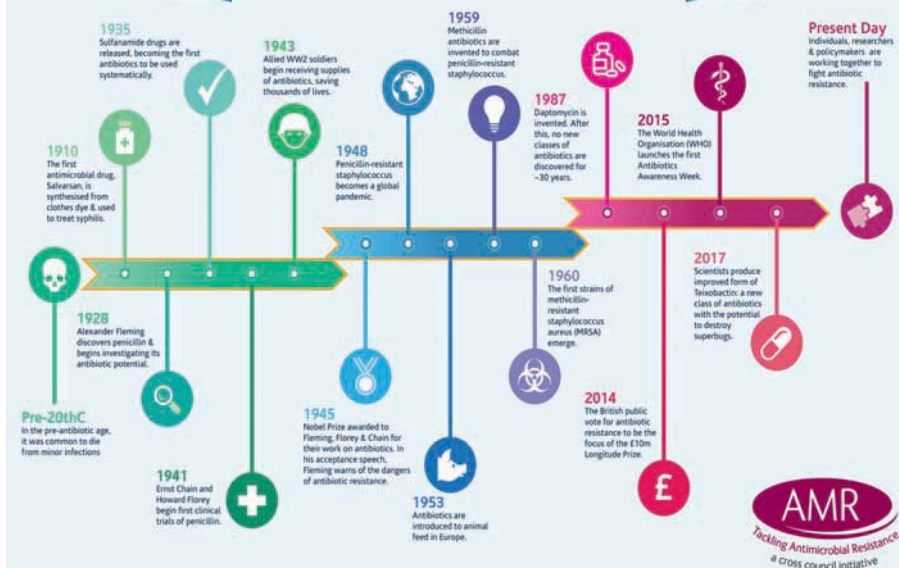 Pre-20thC
In the pre-antibiotic age,
it was common to die
from minor infections
1910
The first
antimicrobial drug,
Salvarsan, is
synthesised from
clothes dye & used
to treat syphilis.
1928
Alexander Fleming
discovers penicillin &
begins investigating its
antibiotic potential.
1935
Sulfanamide drugs are
released, becoming the first
antibiotics to be used
systematically.
1941
Ernst Chain and
Howard Florey
begin first clinical
trials of penicillin.
1943
Allied WW2 soldiers
begin receiving supplies
of antibiotics, saving
thousands of lives.
1945
Nobel Prize awarded to
Fleming, Florey & Chain for
their work on antibiotics. In
his acceptance speech,
Fleming warns of the dangers
of antibiotic resistance.
1948
Penicillin-resistant
staphylococcus
becomes a global
pandemic.
1953
Antibiotics are
introduced to animal
feed in Europe.
1959
Methicillin
antibiotics are
invented to combat
penicillin-resistant
staphylococcus.
1960
The first strains of
methicillin-
resistant
staphylococcus
aureus (MRSA)
emerge.
1987
Daptomycin is
invented. After
this, no new
classes of
antibiotics are
discovered for
~30 years.
2014
The British public
vote for antibiotic
resistance to be the
focus of the £10m
Longitude Prize.
£
2015
The World Health
Organisation (WHO)
launches the first
Antibiotics
Awareness Week.
2017
Scientists produce
improved form of
Teixobactin: a new
class of antibiotics
with the potential
to destroy
superbugs.
Present Day
Individuals, researchers
& policymakers are
working together to
fight antibiotic
resistance.
AMR
Tackling Antimicrobial Resistance
a cross council initiative